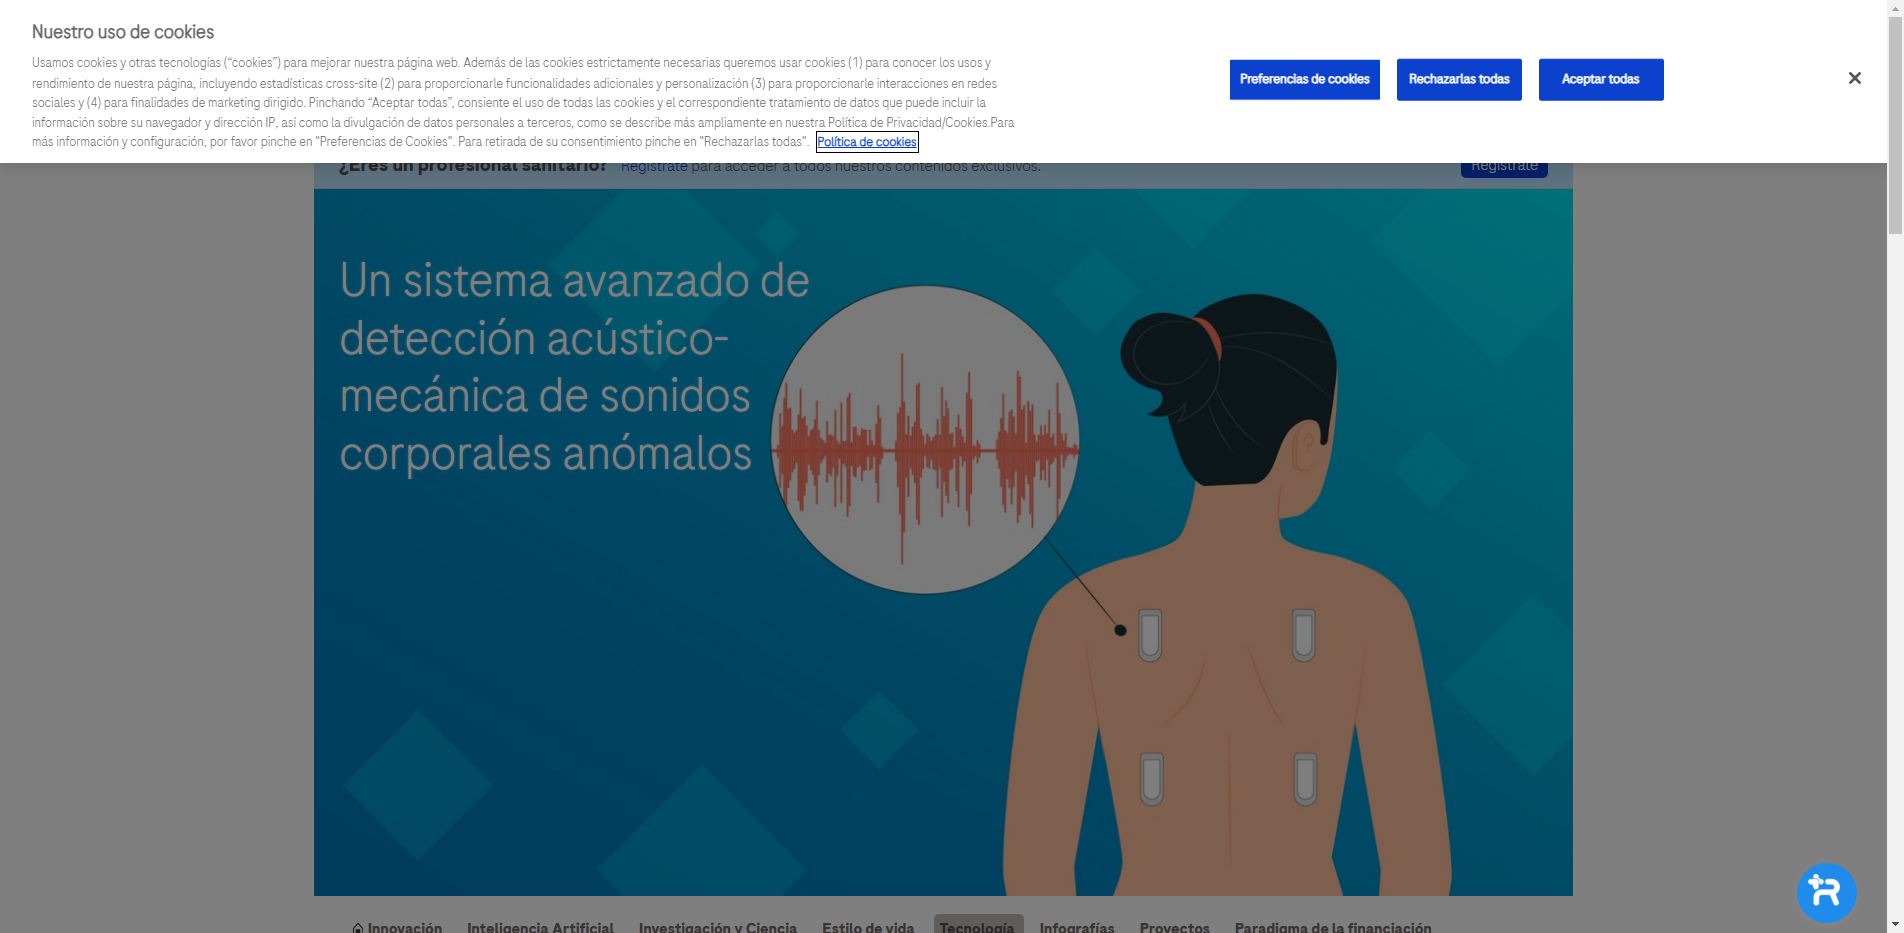 Nuestro uso de cookies
Usamos cookies y otras tecnologías (“cookies”) para mejorar nuestra página web. Además de las cookies estrictamente necesarias queremos usar cookies (1) para conocer los usos y
rendimiento de nuestra página, incluyendo estadísticas cross-site (2) para proporcionarle funcionalidades adicionales y personalización (3) para proporcionarle interacciones en redes
sociales y (4) para finalidades de marketing dirigido. Pinchando “Aceptar todas”, consiente el uso de todas las cookies y el correspondiente tratamiento de datos que puede incluir la
información sobre su navegador y dirección IP, así como la divulgación de datos personales a terceros, como se describe más ampliamente en nuestra Política de Privacidad/Cookies.Para
más información y configuración, por favor pinche en "Preferencias de Cookies". Para retirada de su consentimiento pinche en "Rechazarlas todas". Política de cookies
Preferencias de cookies
Rechazarlas todas
Aceptar todas
¿Eres un profesional sanitario? Regístrate para acceder a todos nuestros contenidos exclusivos.
Regístrate
Un sistema avanzado de
detección acústico-
mecánica de sonidos
corporales anómalos
Innovación Inteligencia Artificial Investigación y Ciencia Estilo de vida Tecnología Infografías Proyectos Paradigma de la financiación